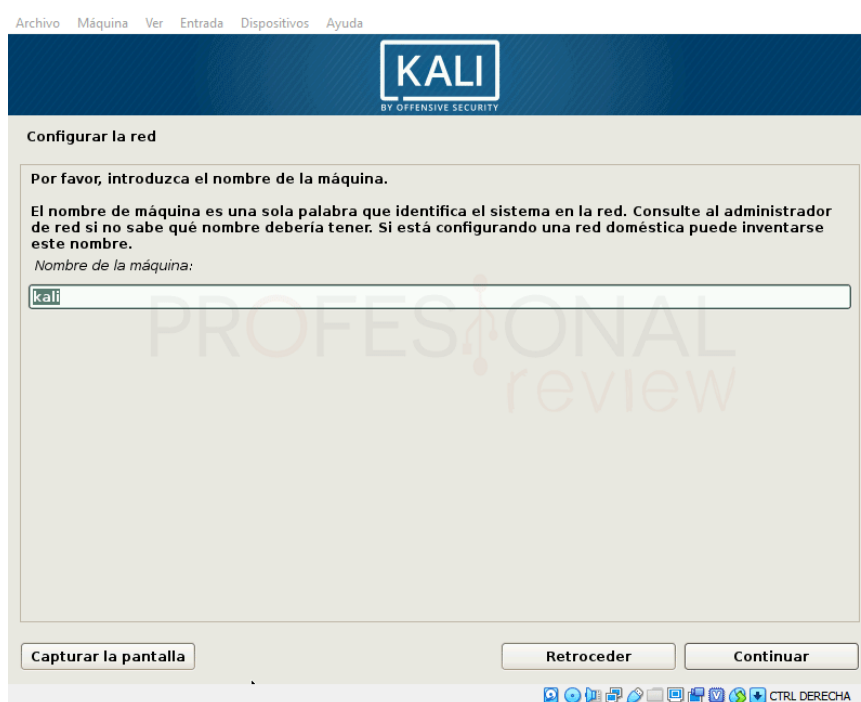 Archivo Máquina Ver Entrada Dispositivos Ayuda
KALI
BY OFFENSIVE SECURITY
Configurar la red
Por favor, introduzca el nombre de la máquina.
El nombre de máquina es una sola palabra que identifica el sistema en la red. Consulte al administrador
de red si no sabe qué nombre debería tener. Si está configurando una red doméstica puede inventarse
este nombre.
Nombre de la máquina:
kali
PROFESIONAL
review
Capturar la pantalla
Retroceder
Continuar
CTRL DERECHA